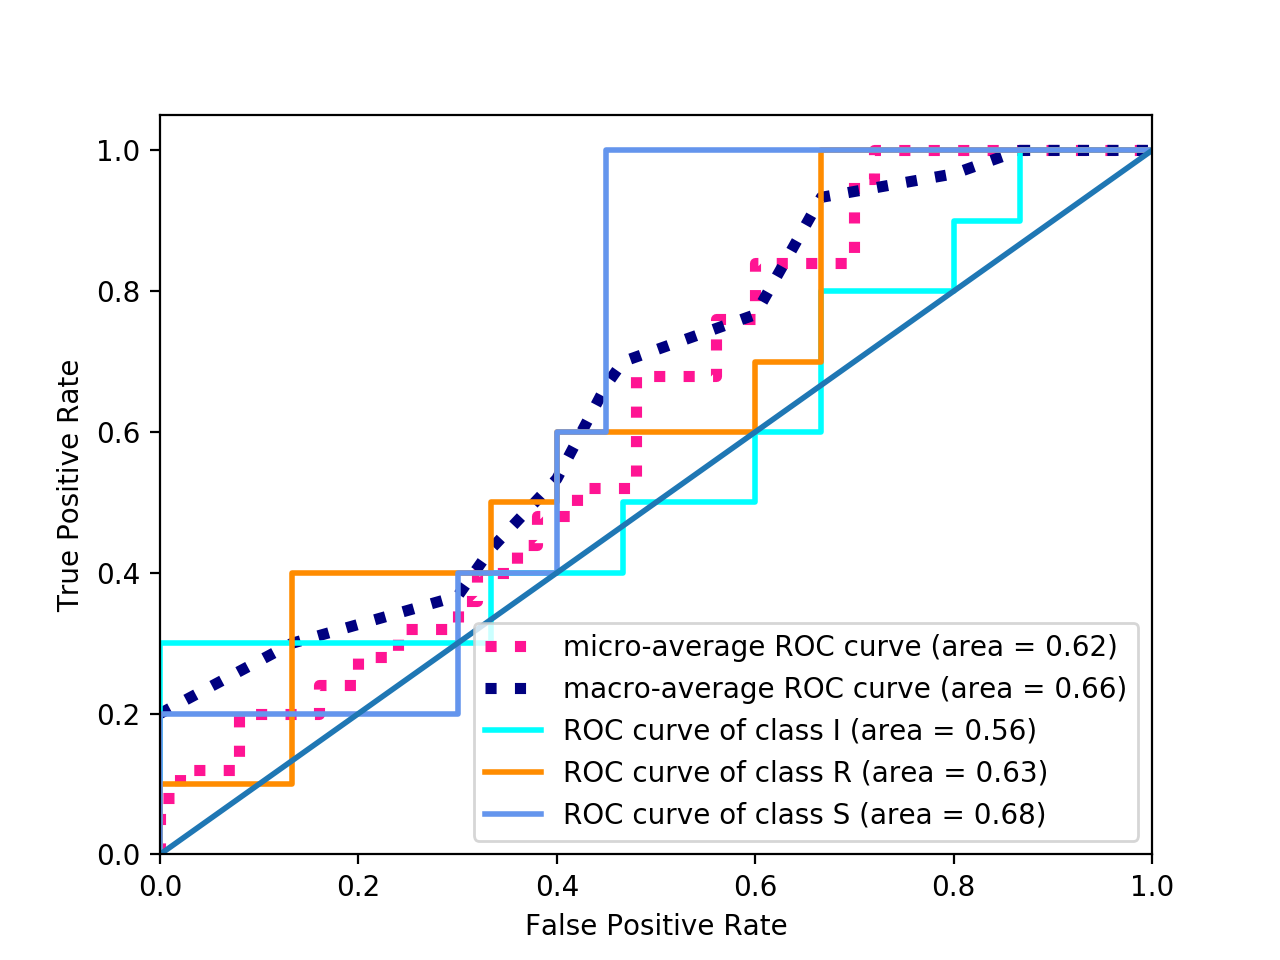 1.0
0.8
0.6
0.4
0.2
0.0
True Positive Rate
micro-average ROC curve (area = 0.62)
macro-average ROC curve (area = 0.66)
ROC curve of class I (area = 0.56)
ROC curve of class R (area = 0.63)
ROC curve of class S (area = 0.68)
0.0 0.2 0.4 0.6 0.8 1.0
False Positive Rate